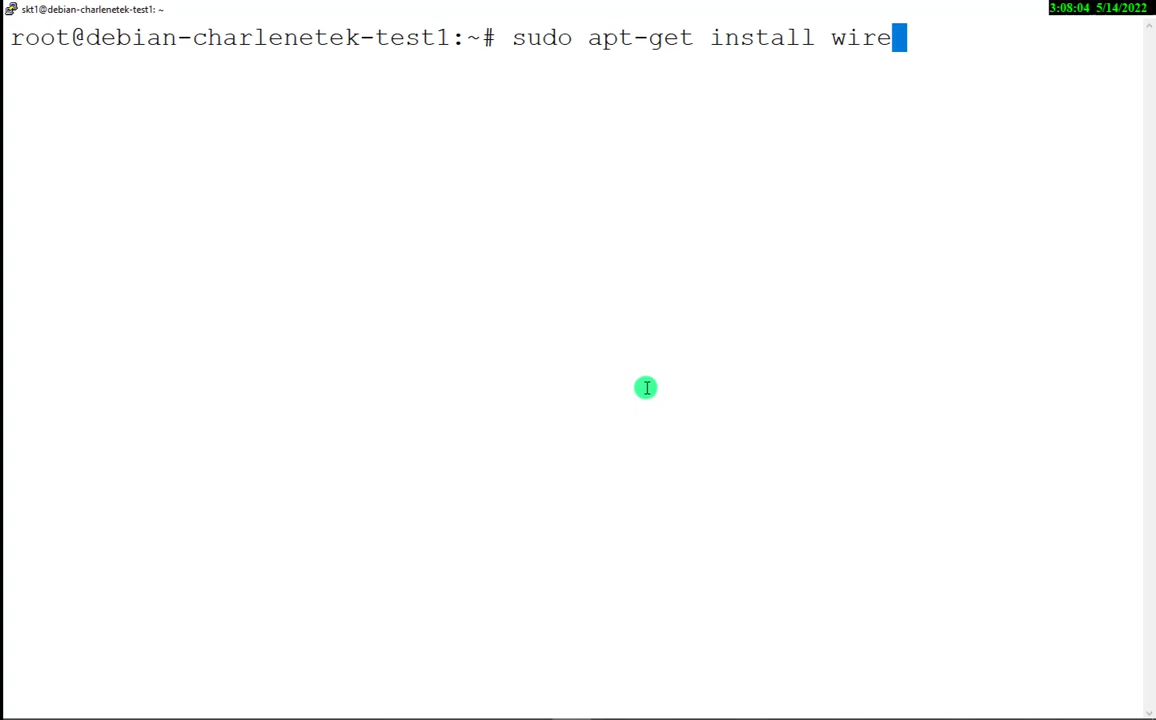 skt1@debian-charlenetek-test1: ~
3:08:04 5/14/2022
root@debian-charlenetek-test1:~# sudo apt-get install wire